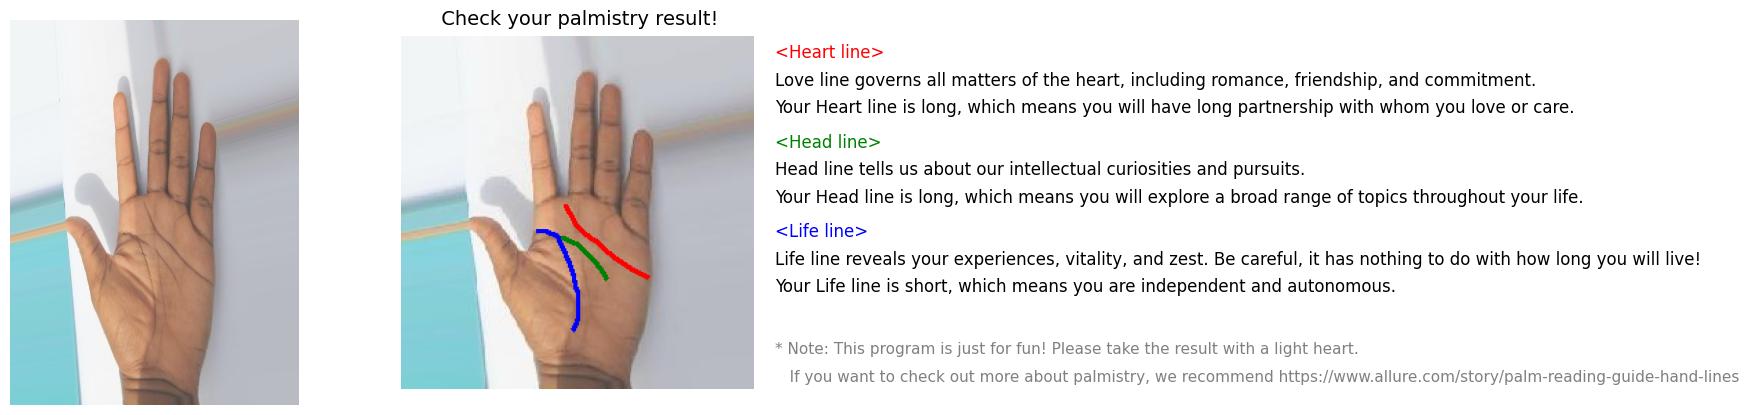 Check your palmistry result!
<Heart line>
Love line governs all matters of the heart, including romance, friendship, and commitment.
Your Heart line is long, which means you will have long partnership with whom you love or care.
<Head line>
Head line tells us about our intellectual curiosities and pursuits.
Your Head line is long, which means you will explore a broad range of topics throughout your life.
<Life line>
Life line reveals your experiences, vitality, and zest. Be careful, it has nothing to do with how long you will live!
Your Life line is short, which means you are independent and autonomous.
* Note: This program is just for fun! Please take the result with a light heart.
If you want to check out more about palmistry, we recommend https://www.allure.com/story/palm-reading-guide-hand-lines